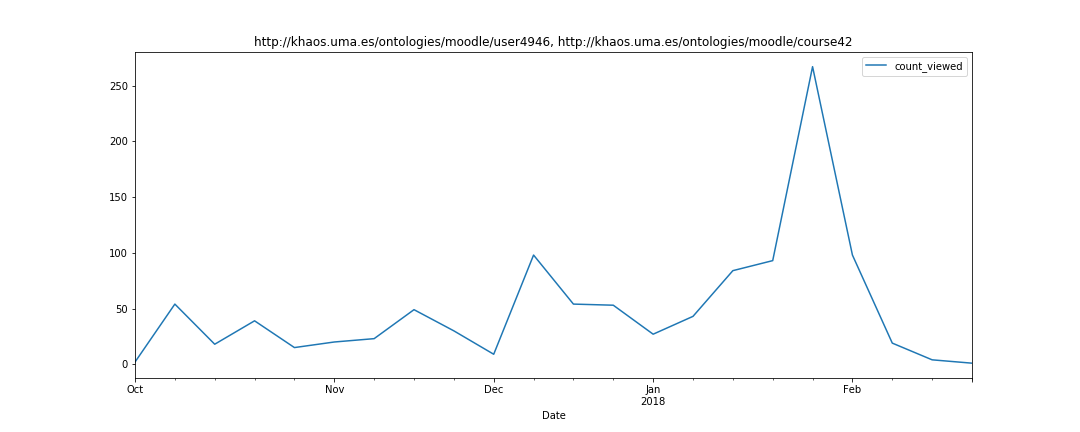 http://khaos.uma.es/ontologies/moodle/user4946, http://khaos.uma.es/ontologies/moodle/course42
count_viewed
250
200
150
100
50
0
Oct Nov Dec Jan Feb
2018
Date